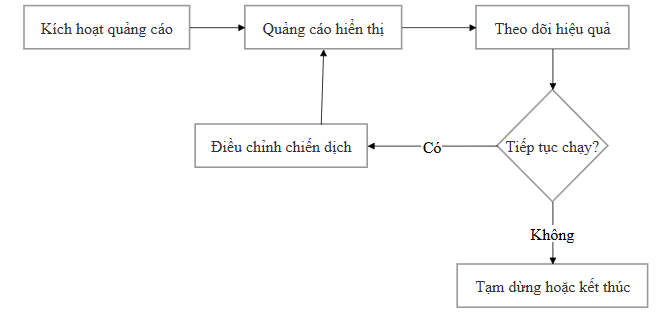 Kích hoạt quảng cáo
Quảng cáo hiển thị
Theo dõi hiệu quả
Điều chỉnh chiến dịch
Có
Tiếp tục chạy?
Không
Tạm dừng hoặc kết thúc